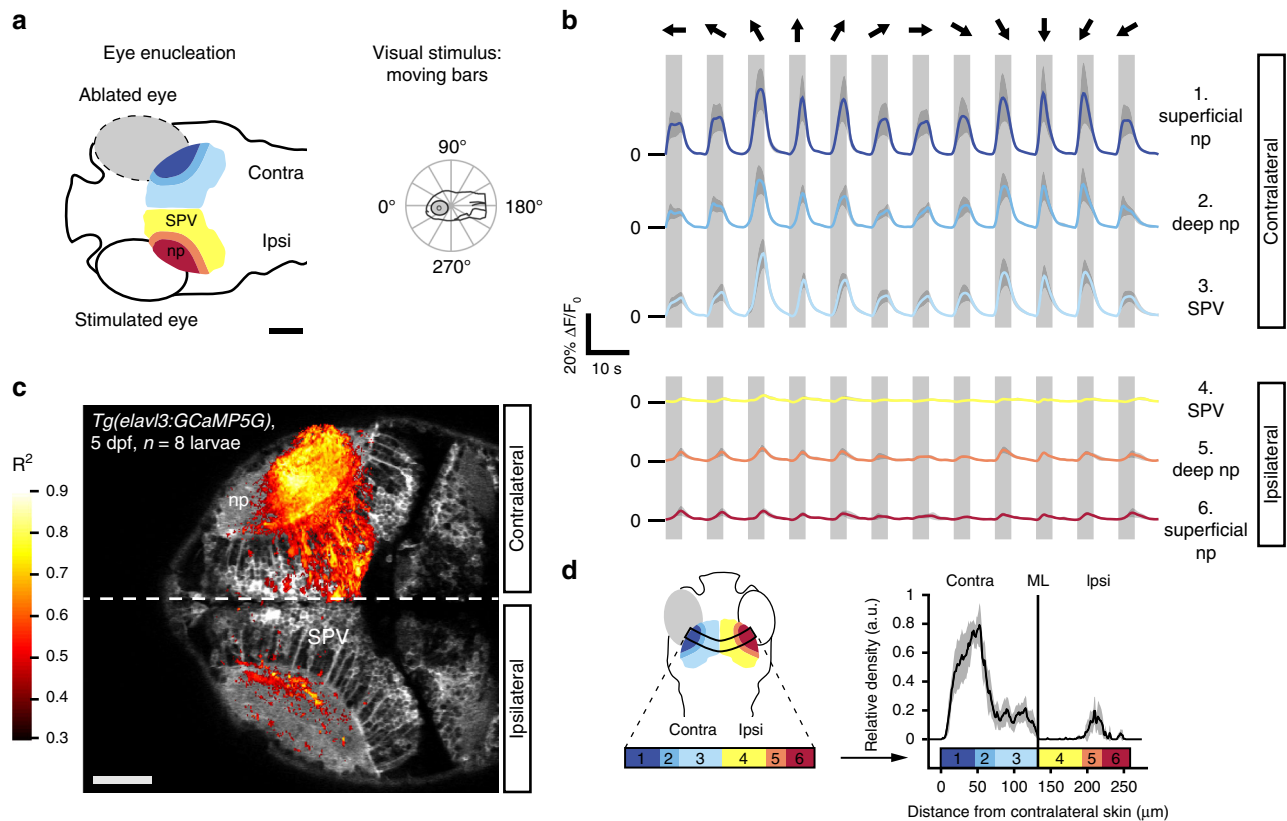 a
Eye enucleation
Ablated eye
Contra
SPV
np
Ipsi
Stimulated eye
Visual stimulus:
moving bars
90°
0°
180°
270°
b
0
1.
superficial
np
0
2.
deep np
0
3.
SPV
Contralateral
20% ΔF/F0
10 s
0
4.
SPV
0
5.
deep np
0
6.
superficial
np
Ipsilateral
c
Tg(elavl3:GCaMP5G),
5 dpf, n = 8 larvae
R2
0.9
0.8
0.7
0.6
0.5
0.4
0.3
np
SPV
Contralateral
Ipsilateral
d
Contra
Ipsi
1 2 3 4 5 6
Contra ML Ipsi
Relative density (a.u.)
1
0.8
0.6
0.4
0.2
0
1 2 3 4 5 6
0 50 100 150 200 250
Distance from contralateral skin (μm)